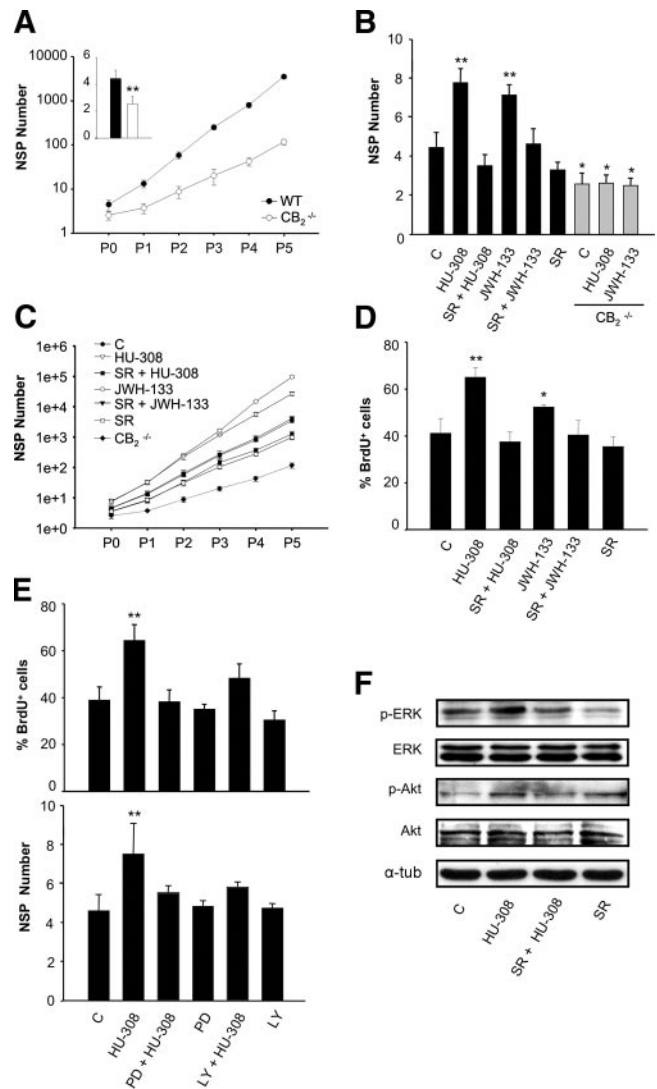 A
NSP Number
10000
1000
100
10
1
6
4
2
0
**
WT
CB₂ -/-
P0 P1 P2 P3 P4 P5
B
NSP Number
10
8
6
4
2
0
** ** * * *
C
HU-308
SR + HU-308
JWH-133
SR + JWH-133
SR
C
HU-308
JWH-133
CB₂ -/-
C
NSP Number
1e+6
1e+5
1e+4
1e+3
1e+2
1e+1
1e+0
C
HU-308
SR + HU-308
JWH-133
SR + JWH-133
SR
CB₂ -/-
P0 P1 P2 P3 P4 P5
D
% BrdU⁺ cells
80
60
40
20
0
** *
C
HU-308
SR + HU-308
JWH-133
SR + JWH-133
SR
E
% BrdU⁺ cells
80
60
40
20
0
**
NSP Number
10
8
6
4
2
0
**
C
HU-308
PD + HU-308
PD
LY + HU-308
LY
F
p-ERK
ERK
p-Akt
Akt
α-tub
C
HU-308
SR + HU-308
SR